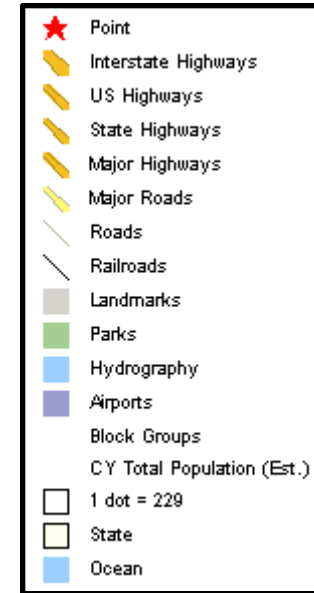 Point
Interstate Highways
US Highways
State Highways
Major Highways
Major Roads
Roads
Railroads
Landmarks
Parks
Hydrography
Airports
Block Groups
CY Total Population (Est.)
1 dot = 229
State
Ocean